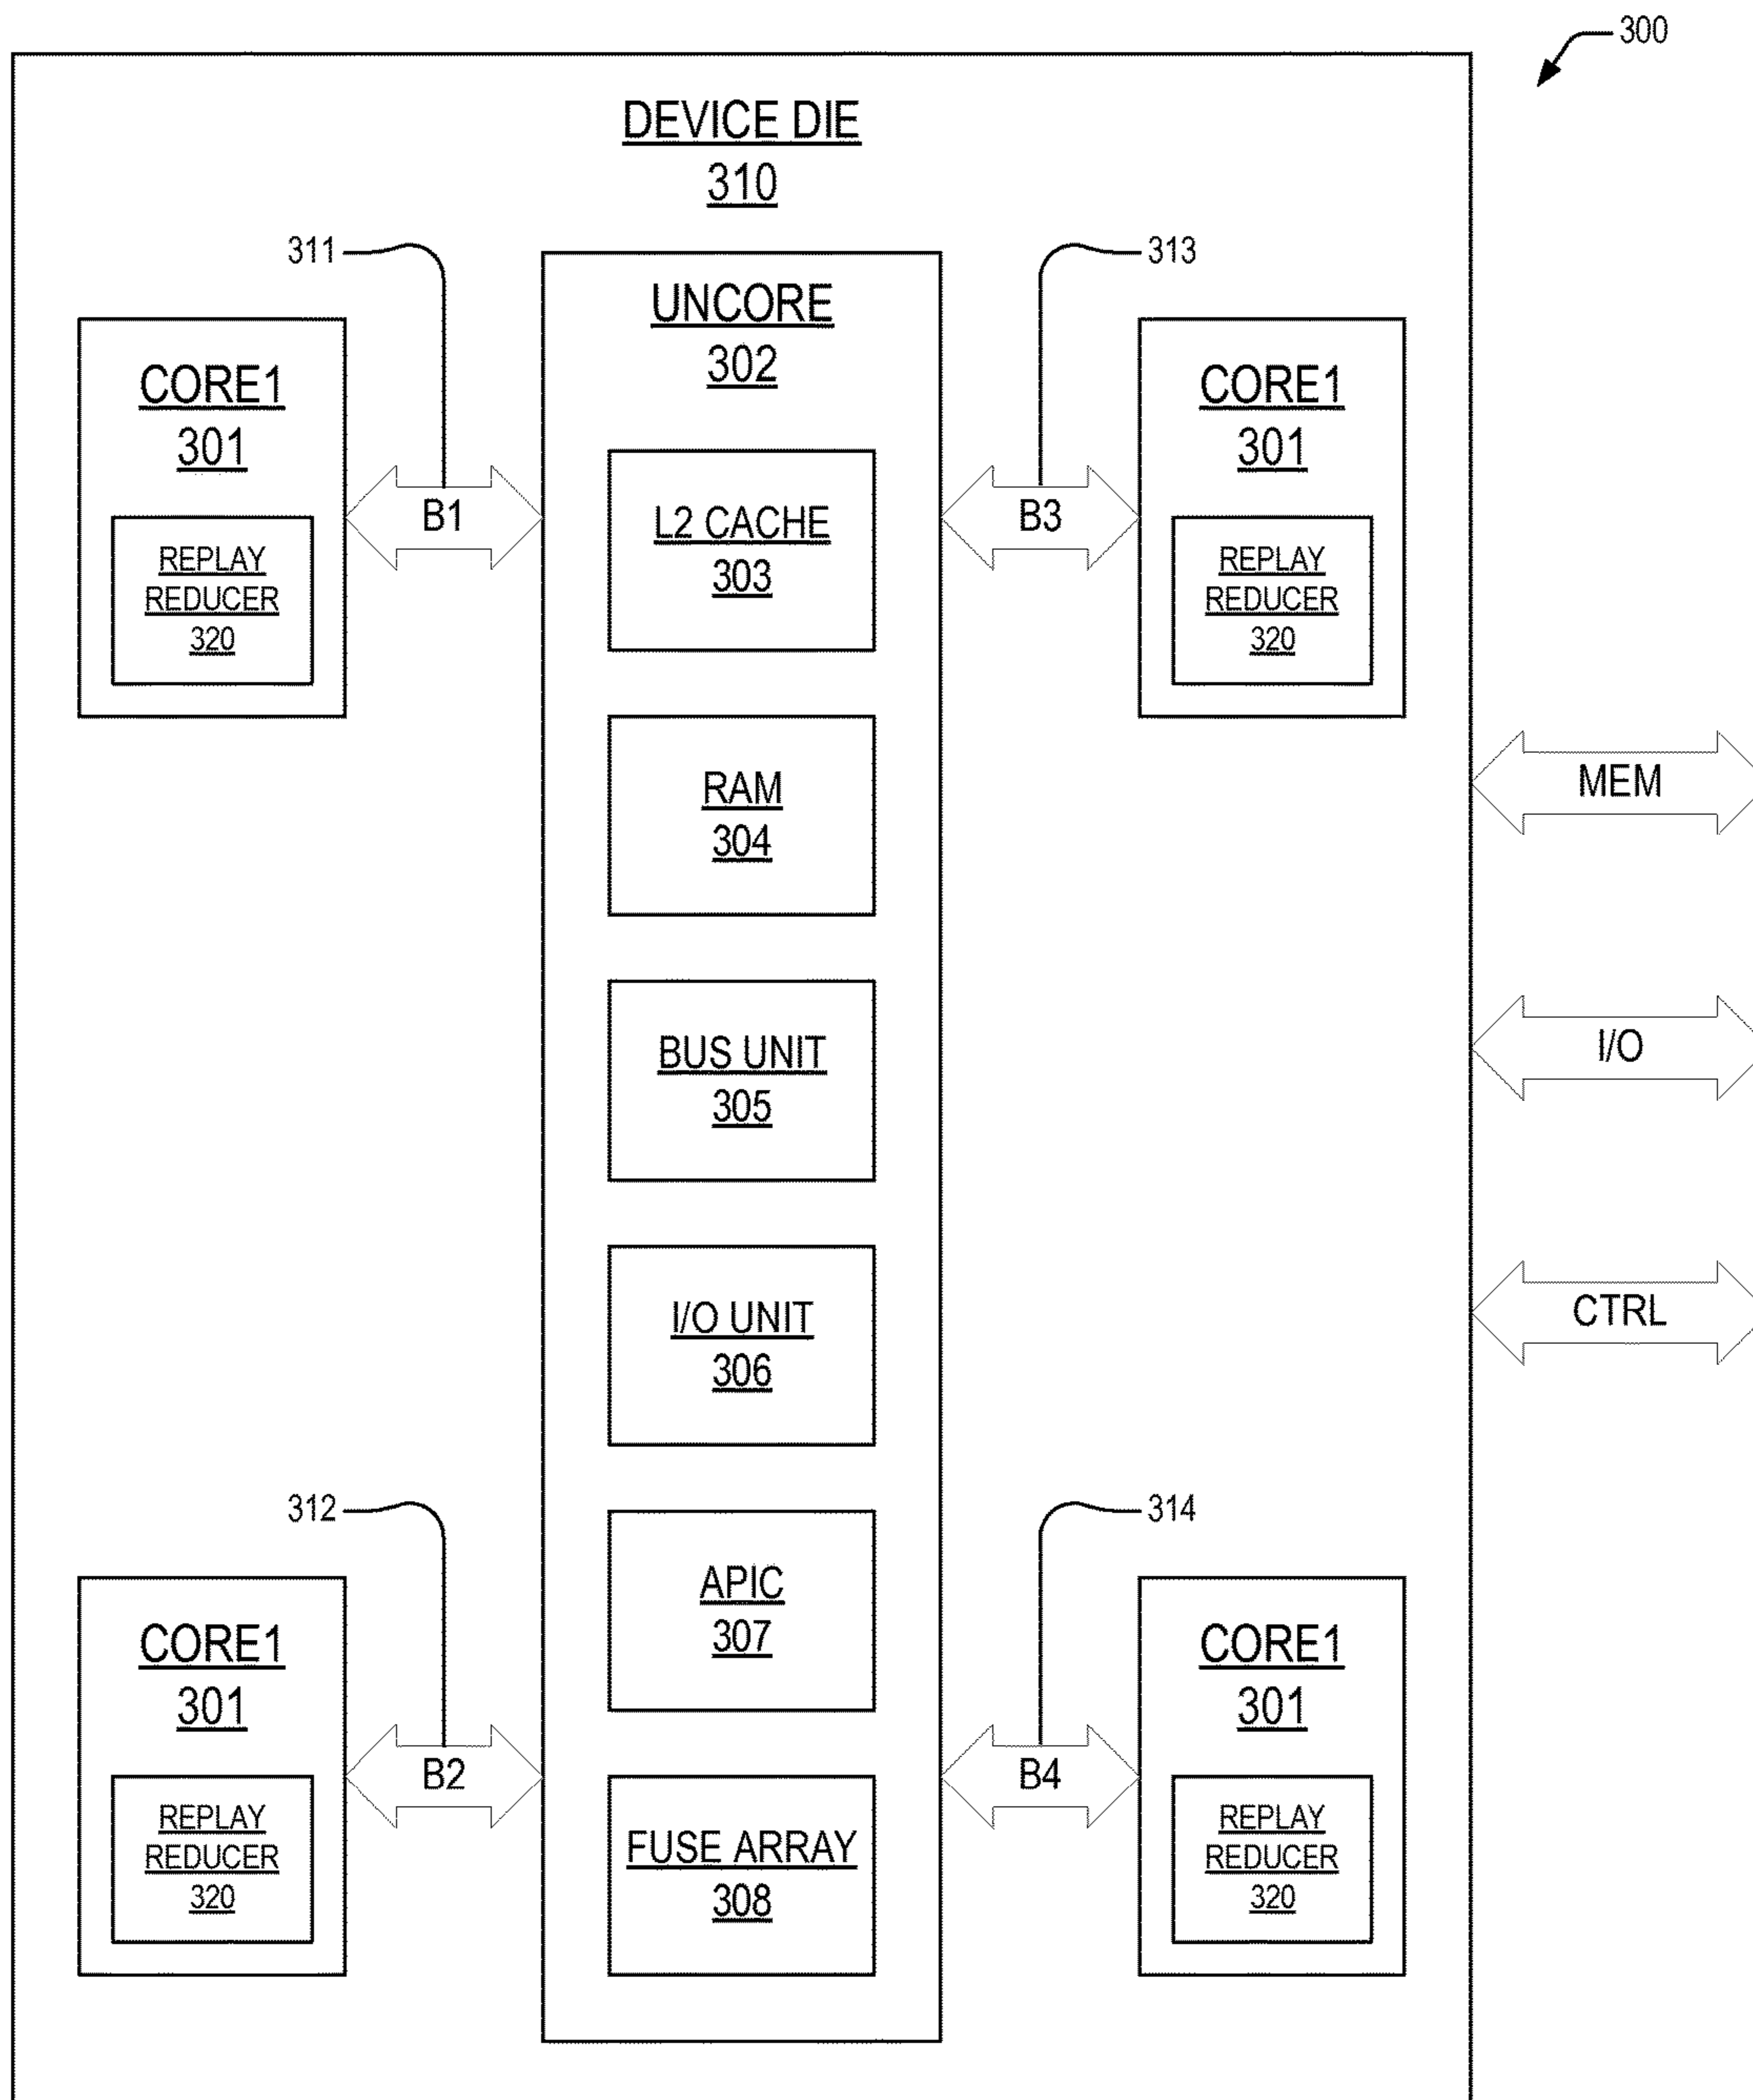 300
DEVICE DIE
310
311
313
UNCORE
302
CORE1
301
CORE1
301
B1
L2 CACHE
303
B3
REPLAY
REDUCER
320
REPLAY
REDUCER
320
RAM
304
MEM
BUS UNIT
305
I/O
I/O UNIT
306
CTRL
312
314
APIC
307
CORE1
301
CORE1
301
B2
B4
REPLAY
REDUCER
320
FUSE ARRAY
308
REPLAY
REDUCER
320